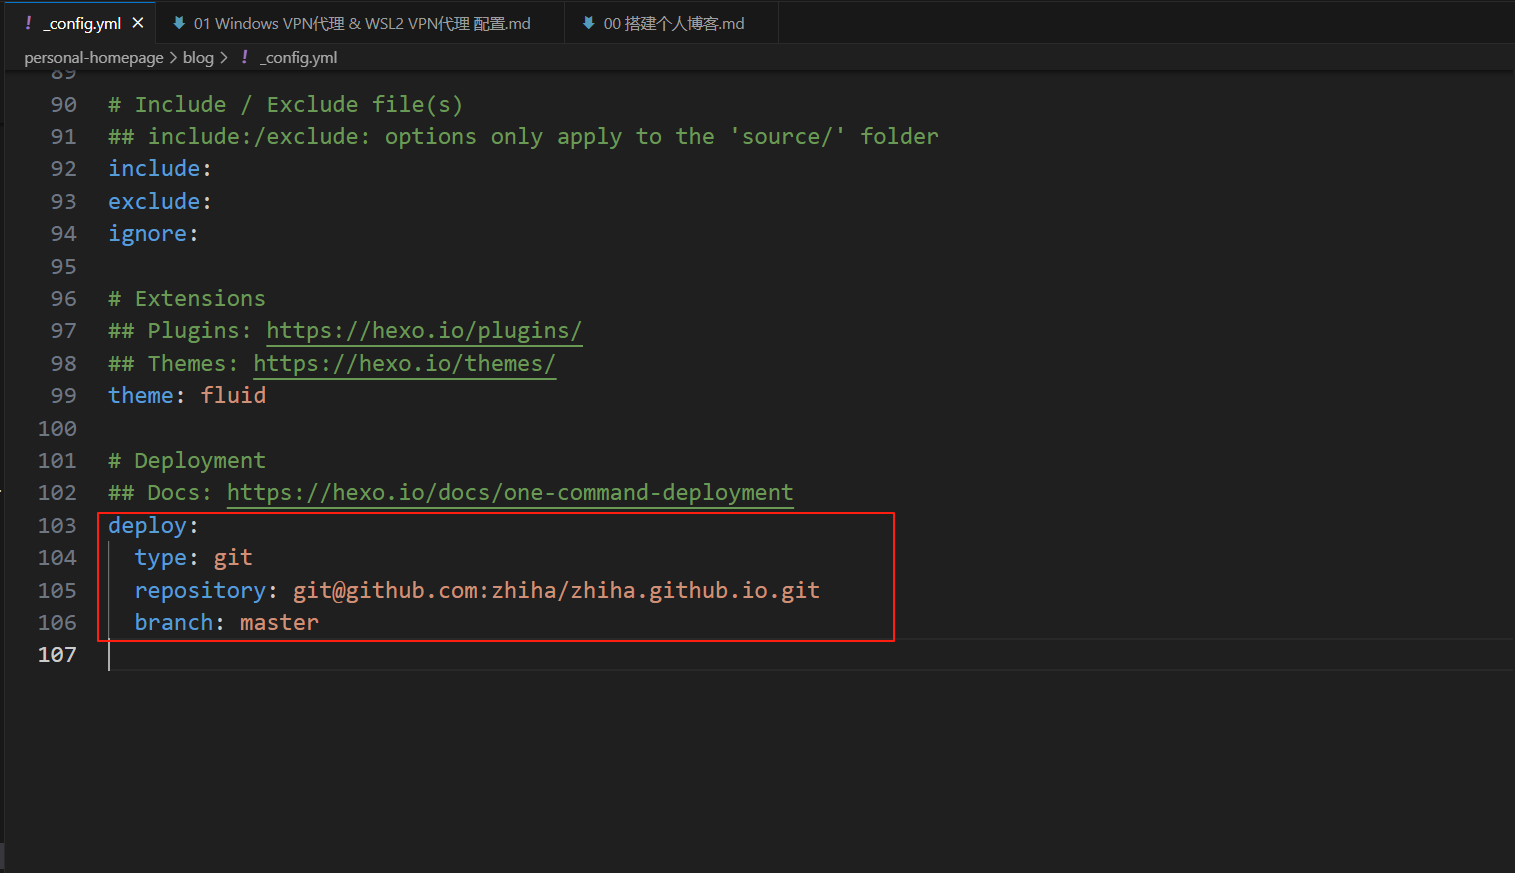 ! _config.yml ×
01 Windows VPN代理 & WSL2 VPN代理 配置.md
00 搭建个人博客.md
personal-homepage > blog > ! _config.yml
89
90 # Include / Exclude file(s)
91 ## include:/exclude: options only apply to the 'source/' folder
92 include:
93 exclude:
94 ignore:
95
96 # Extensions
97 ## Plugins: https://hexo.io/plugins/
98 ## Themes: https://hexo.io/themes/
99 theme: fluid
100
101 # Deployment
102 ## Docs: https://hexo.io/docs/one-command-deployment
103 deploy:
104 type: git
105 repository: git@github.com:zhiha/zhiha.github.io.git
106 branch: master
107